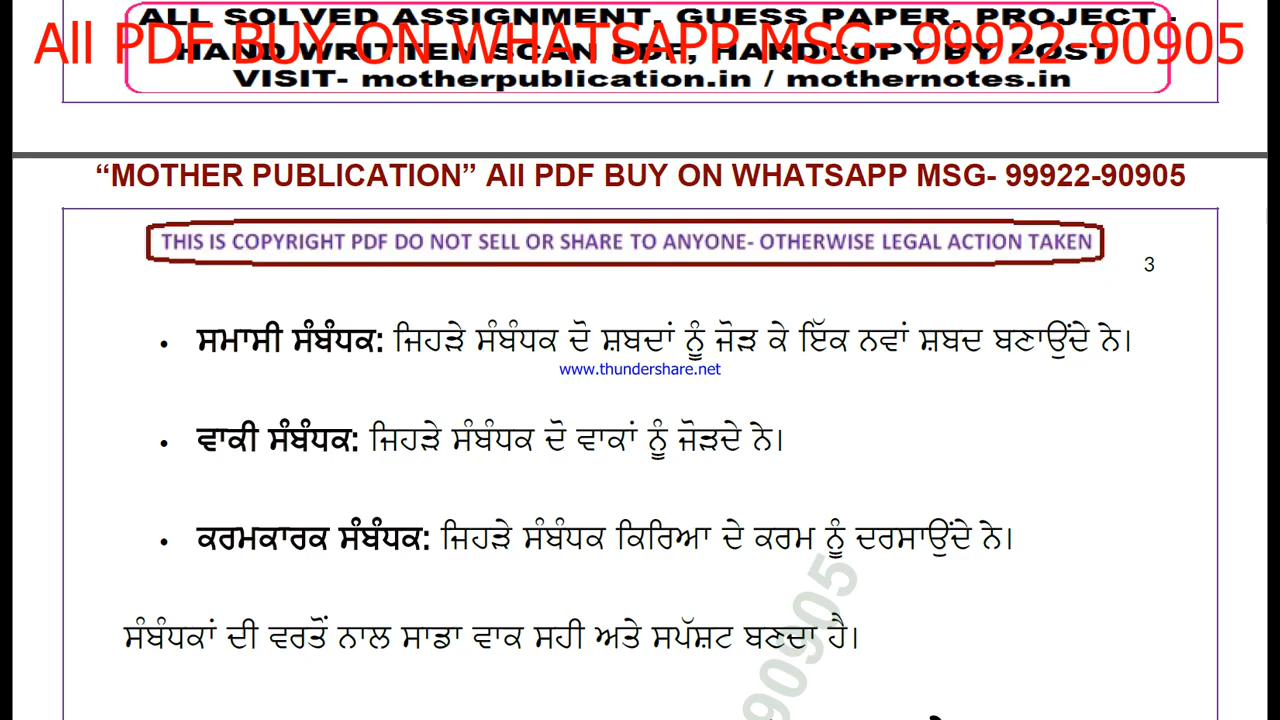 ALL SOLVED ASSIGNMENT, GUESS PAPER, PROJECT -
All PDF BUY ON WHATSAPP MSG- 99922-90905
HAND WRITTEN SCAN PDF, HARDCOPY BY POST
VISIT- motherpublication.in / mothernotes.in
“MOTHER PUBLICATION” All PDF BUY ON WHATSAPP MSG- 99922-90905
THIS IS COPYRIGHT PDF DO NOT SELL OR SHARE TO ANYONE- OTHERWISE LEGAL ACTION TAKEN
3
• ਸਮਾਸੀ ਸੰਬੰਧਕ: ਜਿਹੜੇ ਸੰਬੰਧਕ ਦੋ ਸ਼ਬਦਾਂ ਨੂੰ ਜੋੜ ਕੇ ਇੱਕ ਨਵਾਂ ਸ਼ਬਦ ਬਣਾਉਂਦੇ ਨੇ।
www.thundershare.net
• ਵਾਕੀ ਸੰਬੰਧਕ: ਜਿਹੜੇ ਸੰਬੰਧਕ ਦੋ ਵਾਕਾਂ ਨੂੰ ਜੋੜਦੇ ਨੇ।
• ਕਰਮਕਾਰਕ ਸੰਬੰਧਕ: ਜਿਹੜੇ ਸੰਬੰਧਕ ਕਿਰਿਆ ਦੇ ਕਰਮ ਨੂੰ ਦਰਸਾਉਂਦੇ ਨੇ।
ਸੰਬੰਧਕਾਂ ਦੀ ਵਰਤੋਂ ਨਾਲ ਸਾਡਾ ਵਾਕ ਸਹੀ ਅਤੇ ਸਪੱਸ਼ਟ ਬਣਦਾ ਹੈ।
90905